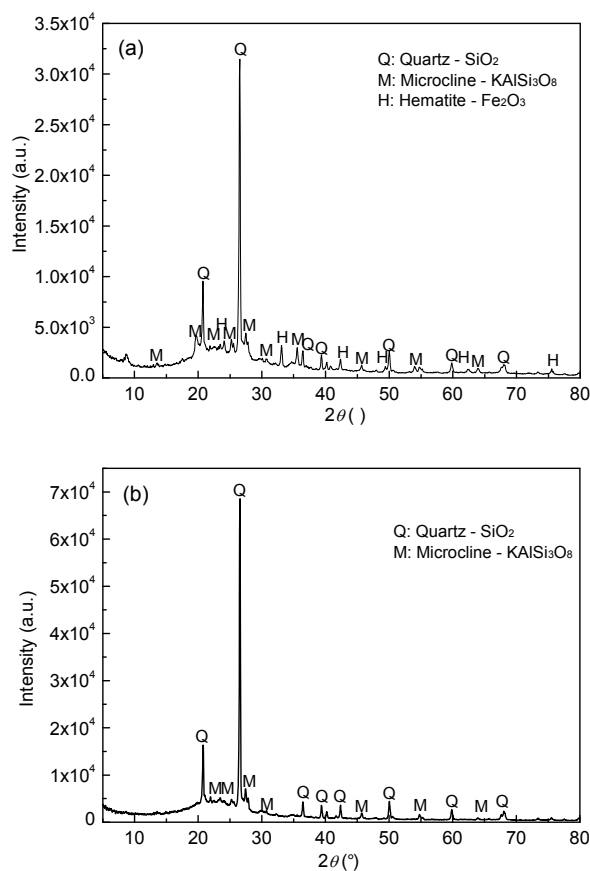 (a)
Q: Quartz - SiO₂
M: Microcline - KAlSi₃O₈
H: Hematite - Fe₂O₃
Intensity (a.u.)
3.5x10⁴
3.0x10⁴
2.5x10⁴
2.0x10⁴
1.5x10⁴
1.0x10⁴
5.0x10³
0.0
Q
Q
M M M H M M M H M Q Q H M H Q M Q H M Q H
10 20 30 40 50 60 70 80
2θ ( )
(b)
Q: Quartz - SiO₂
M: Microcline - KAlSi₃O₈
Intensity (a.u.)
7x10⁴
6x10⁴
5x10⁴
4x10⁴
3x10⁴
2x10⁴
1x10⁴
0
Q
Q
M M M M Q Q Q M Q M Q M Q
10 20 30 40 50 60 70 80
2θ (°)